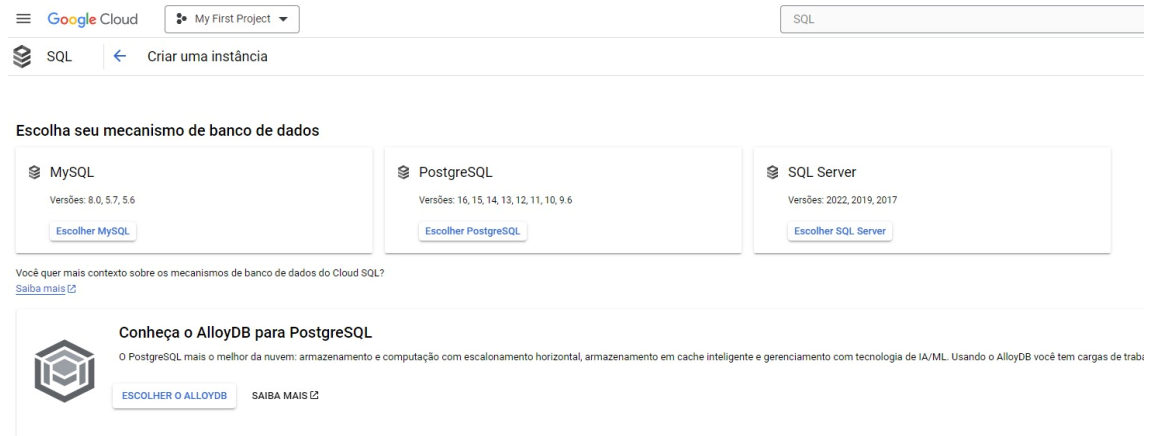 Google Cloud
My First Project
SQL
SQL
Criar uma instância
Escolha seu mecanismo de banco de dados
MySQL
Versões: 8.0, 5.7, 5.6
Escolher MySQL
PostgreSQL
Versões: 16, 15, 14, 13, 12, 11, 10, 9.6
Escolher PostgreSQL
SQL Server
Versões: 2022, 2019, 2017
Escolher SQL Server
Você quer mais contexto sobre os mecanismos de banco de dados do Cloud SQL?
Saiba mais
Conheça o AlloyDB para PostgreSQL
O PostgreSQL mais o melhor da nuvem: armazenamento e computação com escalonamento horizontal, armazenamento em cache inteligente e gerenciamento com tecnologia de IA/ML. Usando o AlloyDB você tem cargas de traba
ESCOLHER O ALLOYDB
SAIBA MAIS